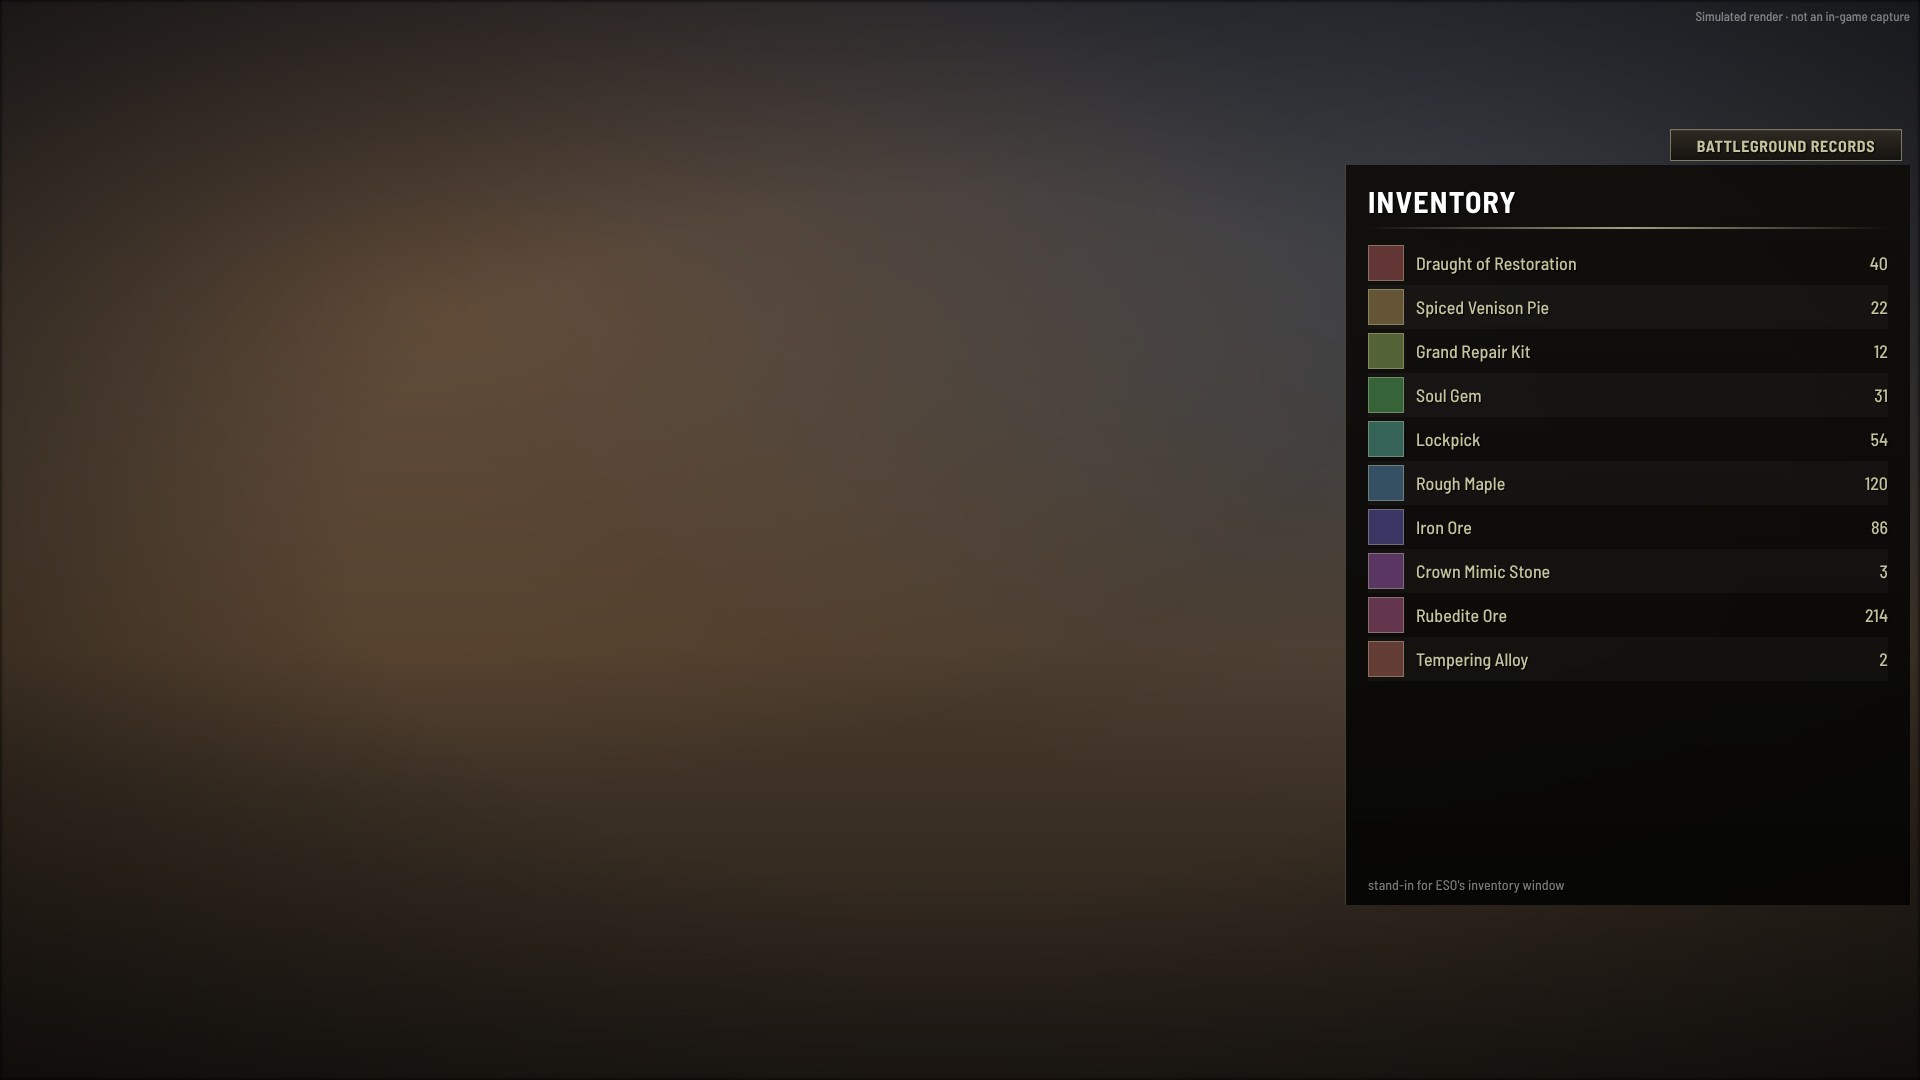 Simulated render · not an in-game capture
BATTLEGROUND RECORDS
INVENTORY
Draught of Restoration 40
Spiced Venison Pie 22
Grand Repair Kit 12
Soul Gem 31
Lockpick 54
Rough Maple 120
Iron Ore 86
Crown Mimic Stone 3
Rubedite Ore 214
Tempering Alloy 2
stand-in for ESO's inventory window